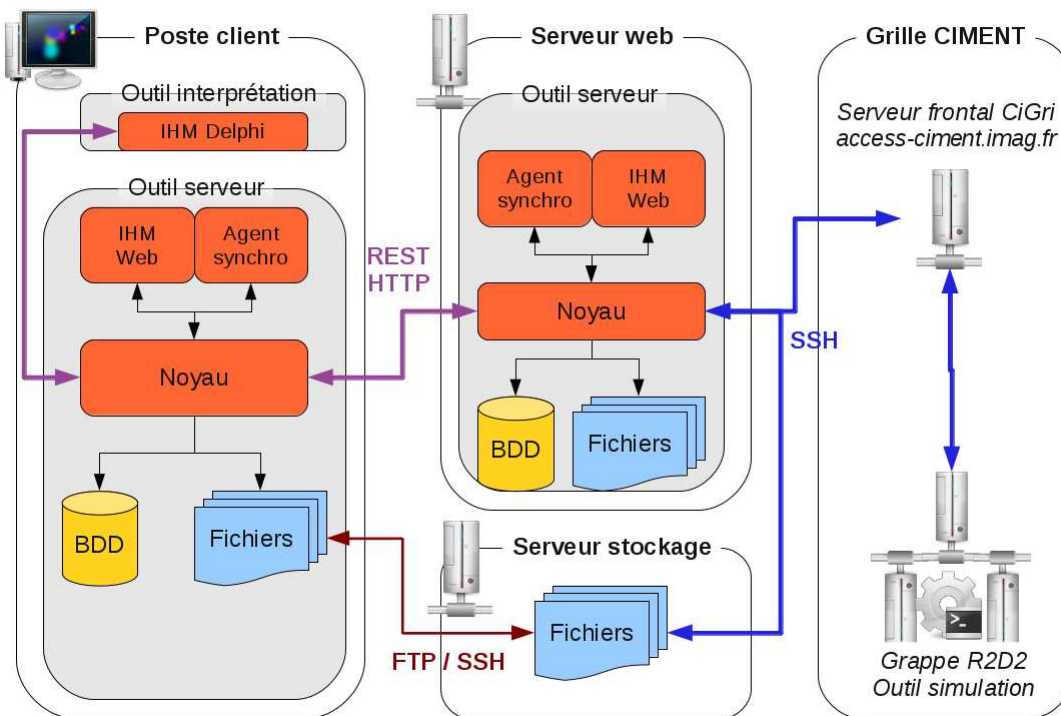 Poste client
Outil interprétation
IHM Delphi
Outil serveur
IHM
Web
Agent
synchro
Noyau
BDD
Fichiers
REST
HTTP
Serveur web
Outil serveur
Agent
synchro
IHM
Web
Noyau
BDD
Fichiers
SSH
Serveur stockage
Fichiers
FTP / SSH
Grille CIMENT
Serveur frontal CiGri
access-ciment.imag.fr
>_
Grappe R2D2
Outil simulation